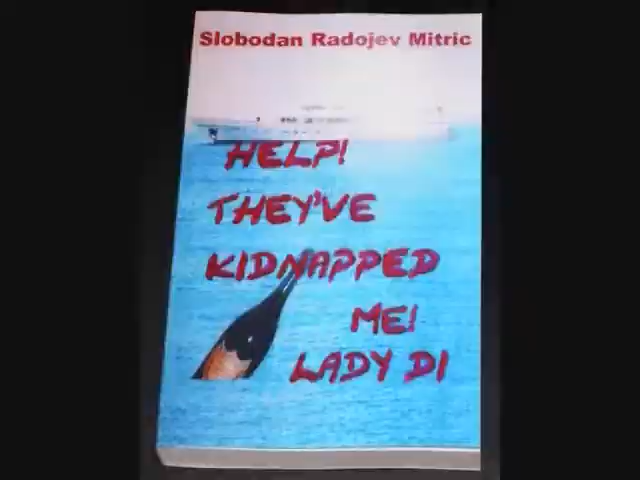 Slobodan Radojev Mitric
HELP!
THEY'VE
KIDNAPPED
ME!
LADY DI